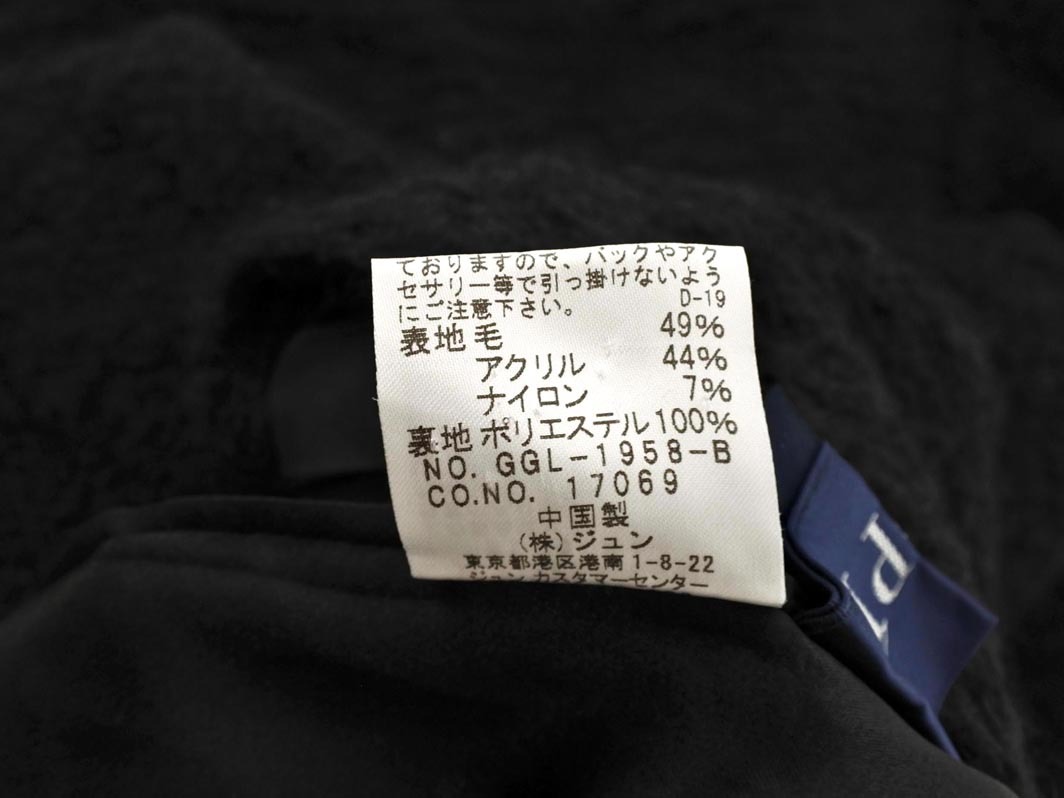 ておりますので、バックやアク
セサリー等で引っ掛けないよう
にご注意下さい。 D-19
表地 毛 49%
アクリル 44%
ナイロン 7%
裏地 ポリエステル 100%
NO. GGL-1958-B
CO.NO. 17069
中国製
(株)ジュン
東京都港区港南1-8-22
ジュン カスタマーセンター